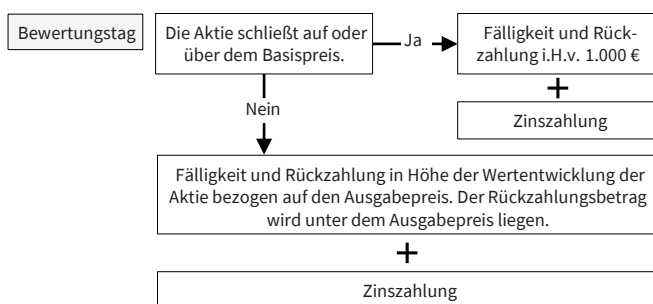 Bewertungstag
Die Aktie schließt auf oder
über dem Basispreis.
Ja
Fälligkeit und Rück-
zahlung i.H.v. 1.000 €
+
Zinszahlung
Nein
Fälligkeit und Rückzahlung in Höhe der Wertentwicklung der
Aktie bezogen auf den Ausgabepreis. Der Rückzahlungsbetrag
wird unter dem Ausgabepreis liegen.
+
Zinszahlung